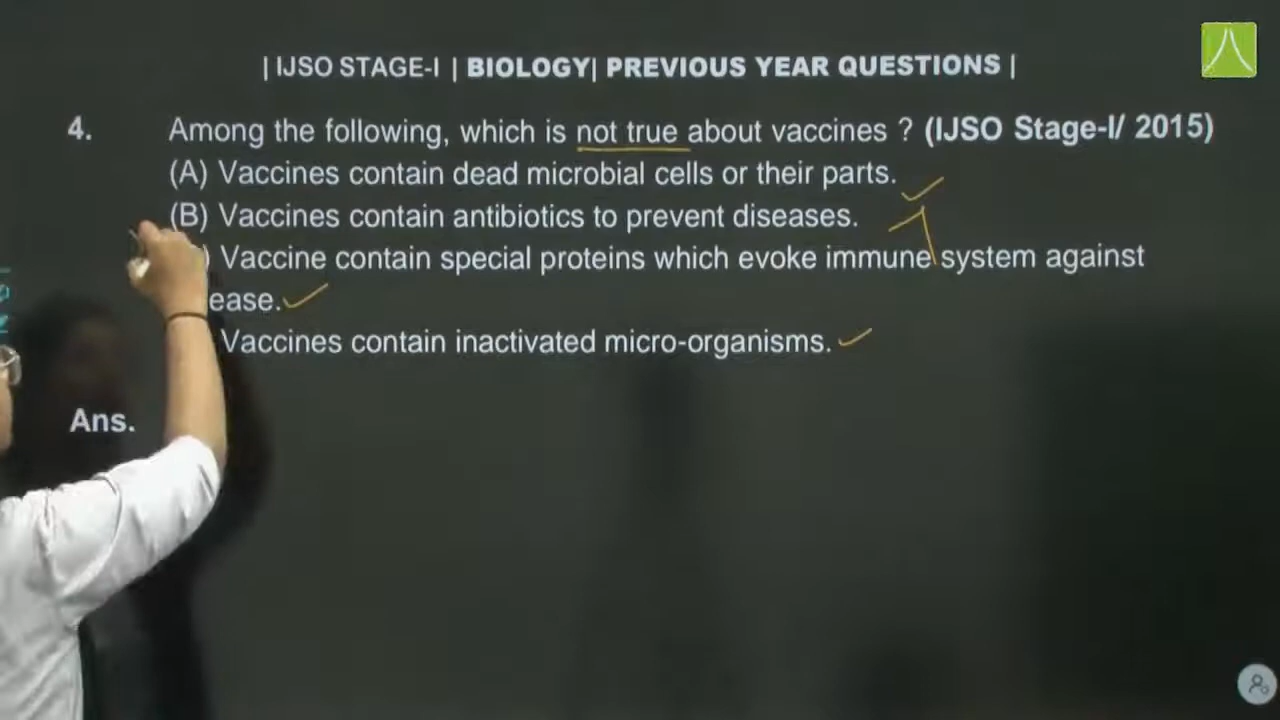 | IJSO STAGE-I | BIOLOGY| PREVIOUS YEAR QUESTIONS |
4. Among the following, which is not true about vaccines ? (IJSO Stage-I/ 2015)
(A) Vaccines contain dead microbial cells or their parts.
(B) Vaccines contain antibiotics to prevent diseases.
) Vaccine contain special proteins which evoke immune system against
ease.
Vaccines contain inactivated micro-organisms.
Ans.